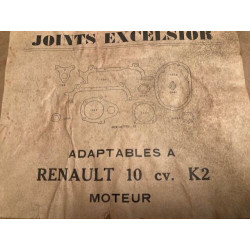 JOINTS EXCELSIOR
ADAPTABLES A
RENAULT 10 cv. K2
MOTEUR